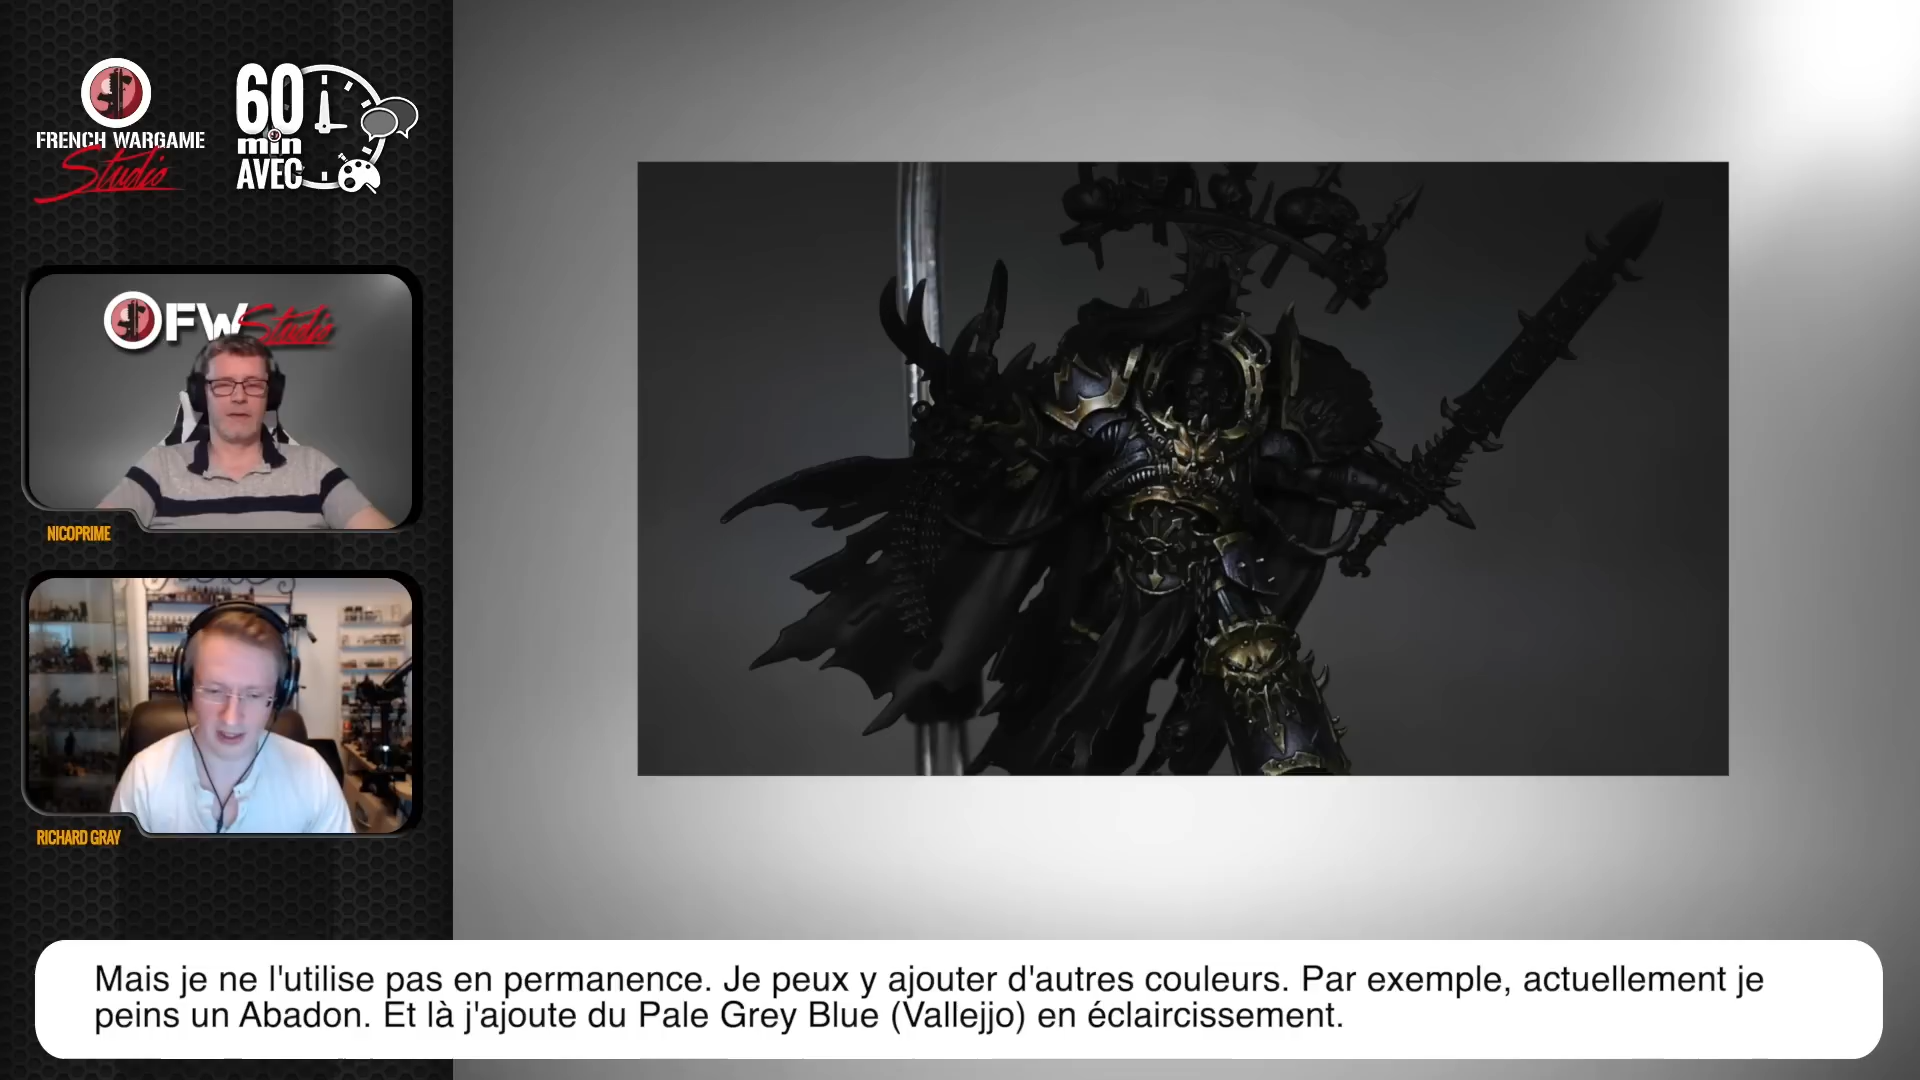 FRENCH WARGAME
Studio
60
min
AVEC
FW Studio
NICOPRIME
RICHARD GRAY
Mais je ne l'utilise pas en permanence. Je peux y ajouter d'autres couleurs. Par exemple, actuellement je
peins un Abadon. Et là j'ajoute du Pale Grey Blue (Vallejjo) en éclaircissement.